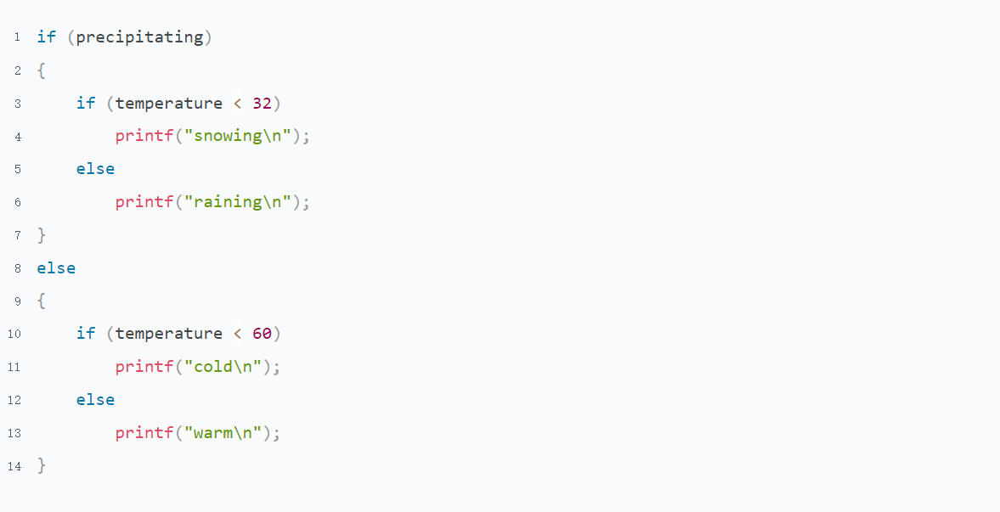 1 if (precipitating)
2 {
3     if (temperature < 32)
4         printf("snowing\n");
5     else
6         printf("raining\n");
7 }
8 else
9 {
10     if (temperature < 60)
11         printf("cold\n");
12     else
13         printf("warm\n");
14 }